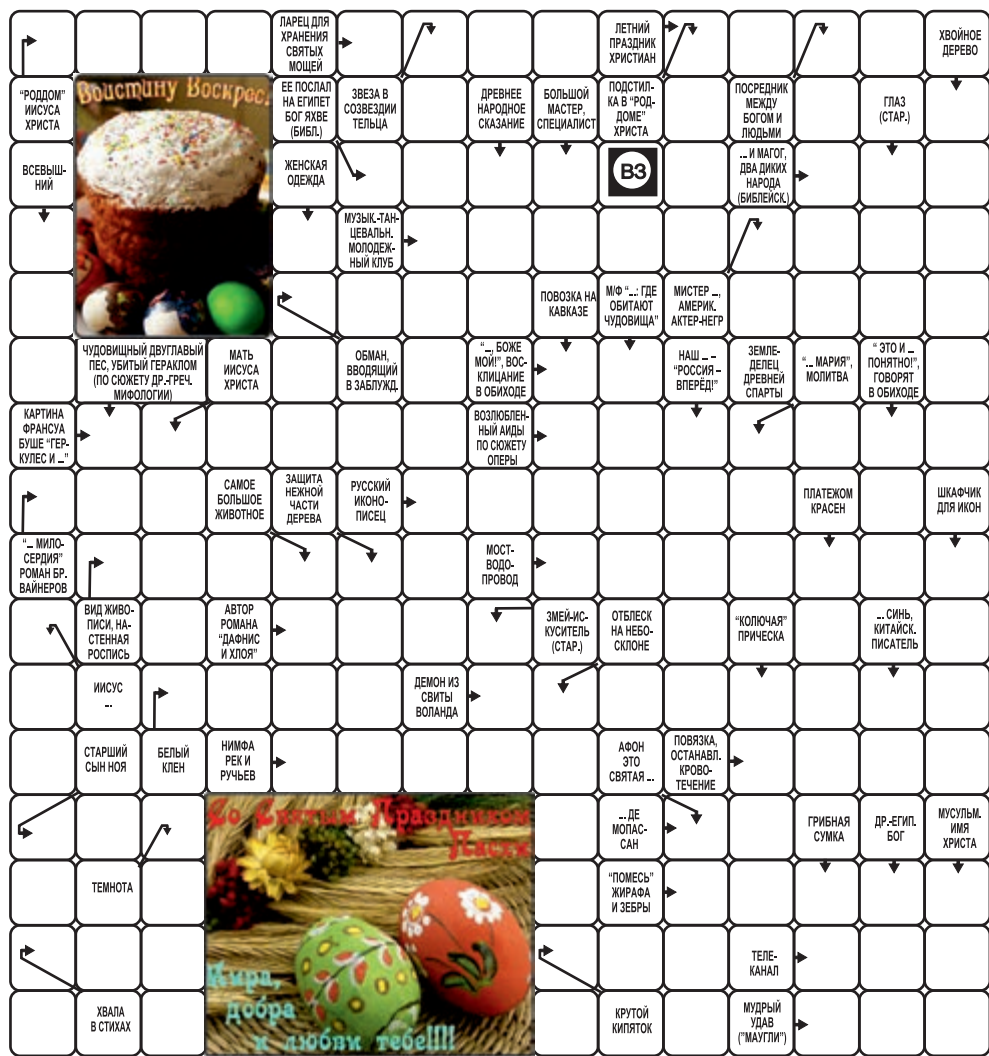 ЛАРЕЦ ДЛЯ
ХРАНЕНИЯ
СВЯТЫХ
МОЩЕЙ
ЛЕТНИЙ
ПРАЗДНИК
ХРИСТИАН
ХВОЙНОЕ
ДЕРЕВО
"РОДДОМ"
ИИСУСА
ХРИСТА
Воистину Воскрес!
ЕЕ ПОСЛАЛ
НА ЕГИПЕТ
БОГ ЯХВЕ
(БИБЛ.)
ЗВЕЗА В
СОЗВЕЗДИИ
ТЕЛЬЦА
ДРЕВНЕЕ
НАРОДНОЕ
СКАЗАНИЕ
БОЛЬШОЙ
МАСТЕР,
СПЕЦИАЛИСТ
ПОДСТИЛ-
КА В "РОД-
ДОМЕ"
ХРИСТА
ПОСРЕДНИК
МЕЖДУ
БОГОМ И
ЛЮДЬМИ
ГЛАЗ
(СТАР.)
ВСЕВЫШ-
НИЙ
ЖЕНСКАЯ
ОДЕЖДА
ВЗ
... И МАГОГ,
ДВА ДИКИХ
НАРОДА
(БИБЛЕЙСК.)
МУЗЫК.-ТАН-
ЦЕВАЛЬН.
МОЛОДЕЖ-
НЫЙ КЛУБ
ПОВОЗКА НА
КАВКАЗЕ
М/Ф "...: ГДЕ
ОБИТАЮТ
ЧУДОВИЩА"
МИСТЕР ...,
АМЕРИК.
АКТЕР-НЕГР
ЧУДОВИЩНЫЙ ДВУГЛАВЫЙ
ПЕС, УБИТЫЙ ГЕРАКЛОМ
(ПО СЮЖЕТУ ДР.-ГРЕЧ.
МИФОЛОГИИ)
МАТЬ
ИИСУСА
ХРИСТА
ОБМАН,
ВВОДЯЩИЙ
В ЗАБЛУЖД.
"..., БОЖЕ
МОЙ!", ВОС-
КЛИЦАНИЕ
В ОБИХОДЕ
НАШ ... –
"РОССИЯ –
ВПЕРЁД!"
ЗЕМЛЕ-
ДЕЛЕЦ
ДРЕВНЕЙ
СПАРТЫ
"... МАРИЯ",
МОЛИТВА
" ЭТО И ...
ПОНЯТНО!",
ГОВОРЯТ
В ОБИХОДЕ
КАРТИНА
ФРАНСУА
БУШЕ "ГЕР-
КУЛЕС И ..."
ВОЗЛЮБЛЕН-
НЫЙ АИДЫ
ПО СЮЖЕТУ
ОПЕРЫ
САМОЕ
БОЛЬШОЕ
ЖИВОТНОЕ
ЗАЩИТА
НЕЖНОЙ
ЧАСТИ
ДЕРЕВА
РУССКИЙ
ИКОНО-
ПИСЕЦ
ПЛАТЕЖОМ
КРАСЕН
ШКАФЧИК
ДЛЯ ИКОН
"... МИЛО-
СЕРДИЯ"
РОМАН БР.
ВАЙНЕРОВ
МОСТ-
ВОДО-
ПРОВОД
ВИД ЖИВО-
ПИСИ, НА-
СТЕННАЯ
РОСПИСЬ
АВТОР
РОМАНА
"ДАФНИС
И ХЛОЯ"
ЗМЕЙ-ИС-
КУСИТЕЛЬ
(СТАР.)
ОТБЛЕСК
НА НЕБО-
СКЛОНЕ
"КОЛЮЧАЯ"
ПРИЧЕСКА
... СИНЬ,
КИТАЙСК.
ПИСАТЕЛЬ
ИИСУС
...
ДЕМОН ИЗ
СВИТЫ
ВОЛАНДА
СТАРШИЙ
СЫН НОЯ
БЕЛЫЙ
КЛЕН
НИМФА
РЕК И
РУЧЬЕВ
АФОН
ЭТО
СВЯТАЯ ...
ПОВЯЗКА,
ОСТАНАВЛ.
КРОВО-
ТЕЧЕНИЕ
Со Святым Праздником
Пасхи
... ДЕ
МОПАС-
САН
ГРИБНАЯ
СУМКА
ДР.-ЕГИП.
БОГ
МУСУЛЬМ.
ИМЯ
ХРИСТА
ТЕМНОТА
"ПОМЕСЬ"
ЖИРАФА
И ЗЕБРЫ
Мира,
добра
и любви тебе!!!!
ТЕЛЕ-
КАНАЛ
ХВАЛА
В СТИХАХ
КРУТОЙ
КИПЯТОК
МУДРЫЙ
УДАВ
("МАУГЛИ")